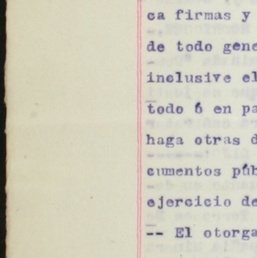 ca firmas y
de todo gene
inclusive el
todo ó en pa
haga otras d
cumentos púb
ejercicio de
-- El otorga